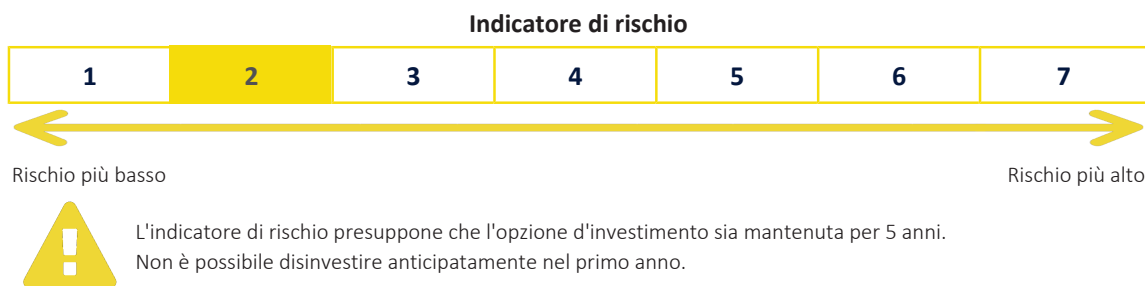 Indicatore di rischio
1 2 3 4 5 6 7
Rischio più basso Rischio più alto
L'indicatore di rischio presuppone che l'opzione d'investimento sia mantenuta per 5 anni.
Non è possibile disinvestire anticipatamente nel primo anno.